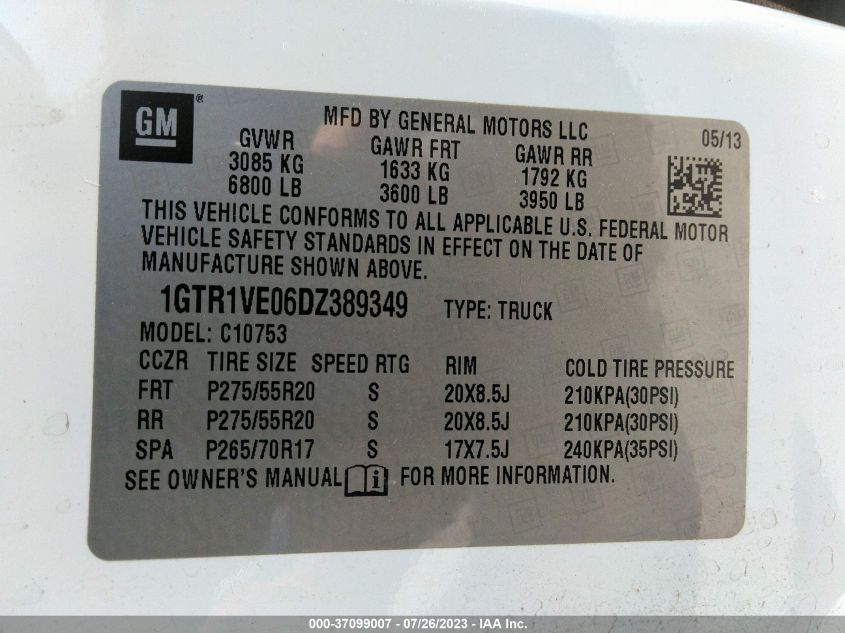 GM ®
MFD BY GENERAL MOTORS LLC 05/13
GVWR GAWR FRT GAWR RR
3085 KG 1633 KG 1792 KG
6800 LB 3600 LB 3950 LB
THIS VEHICLE CONFORMS TO ALL APPLICABLE U.S. FEDERAL MOTOR
VEHICLE SAFETY STANDARDS IN EFFECT ON THE DATE OF
MANUFACTURE SHOWN ABOVE.
1GTR1VE06DZ389349 TYPE: TRUCK
MODEL: C10753
CCZR TIRE SIZE SPEED RTG RIM COLD TIRE PRESSURE
FRT P275/55R20 S 20X8.5J 210KPA(30PSI)
RR P275/55R20 S 20X8.5J 210KPA(30PSI)
SPA P265/70R17 S 17X7.5J 240KPA(35PSI)
SEE OWNER'S MANUAL i FOR MORE INFORMATION.
000-37099007 - 07/26/2023 - IAA Inc.